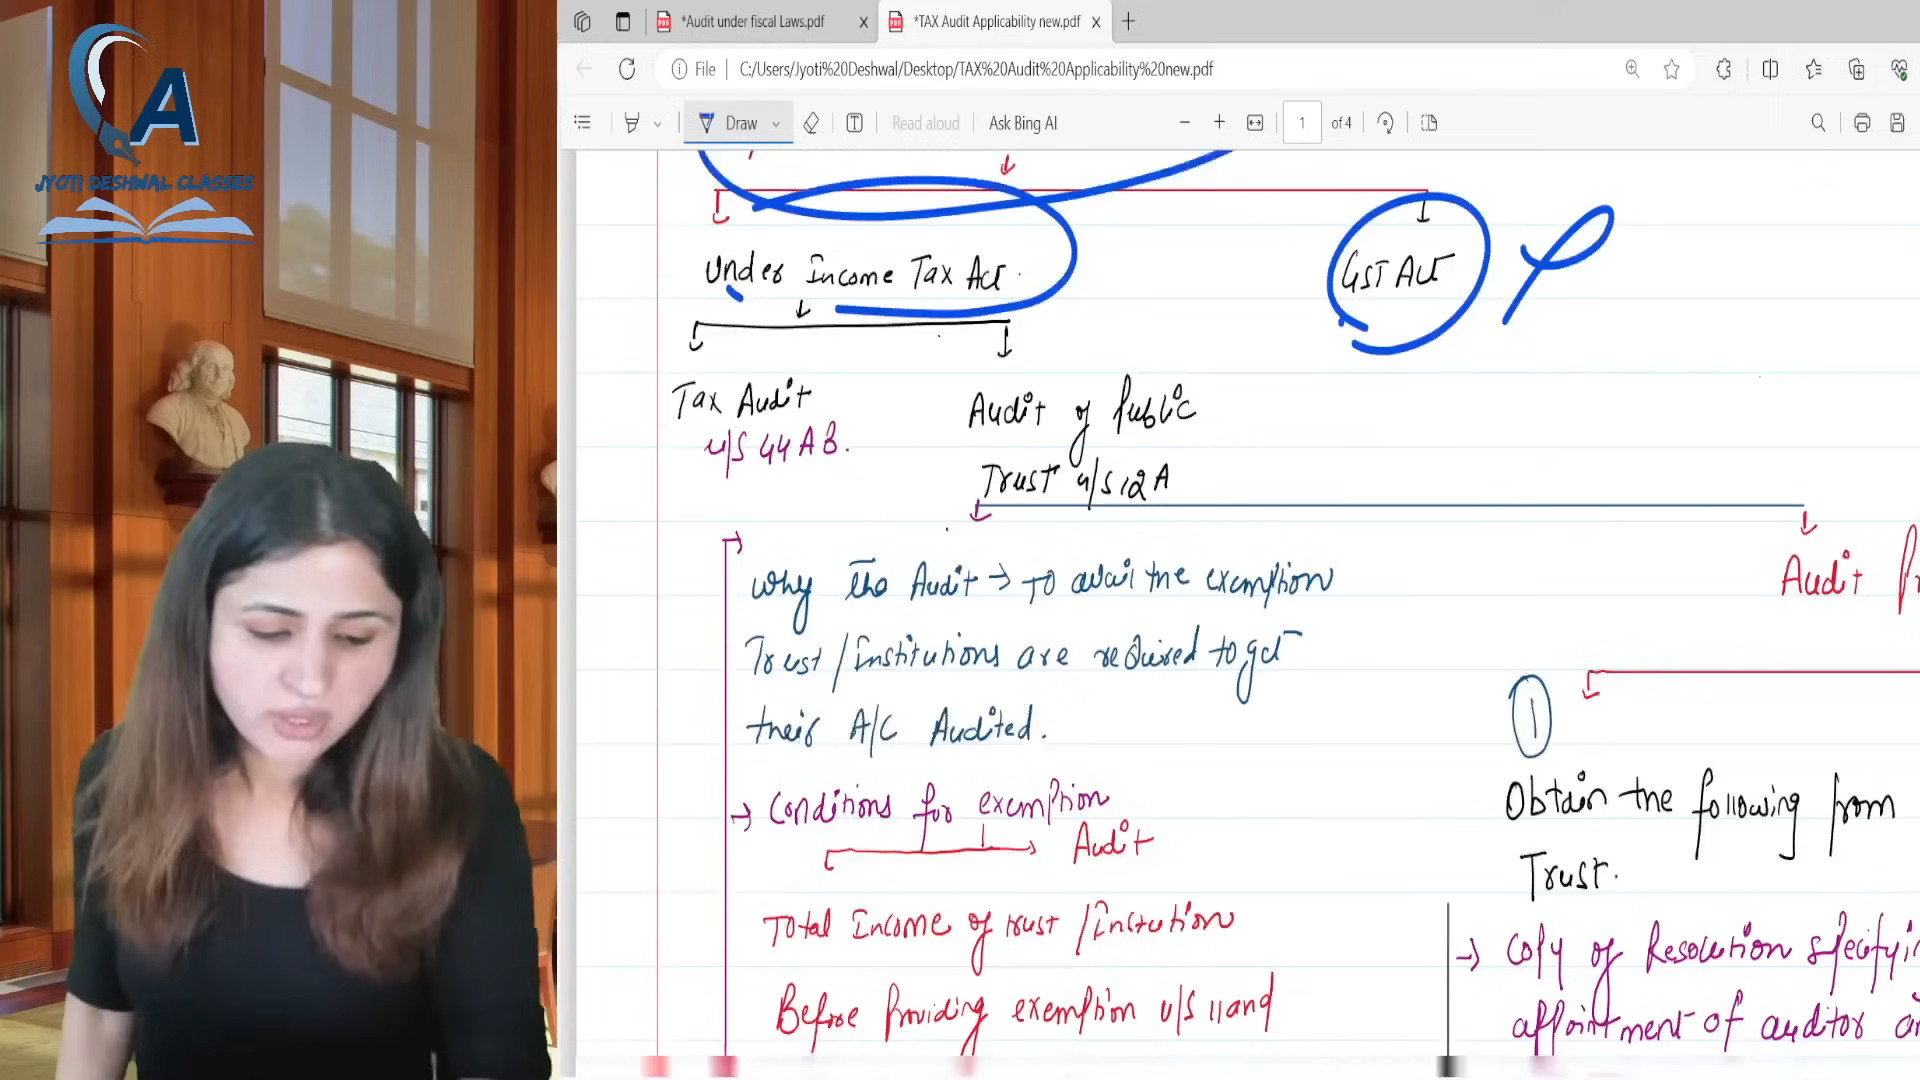 *Audit under fiscal Laws.pdf
*TAX Audit Applicability new.pdf
File
C:/Users/Jyoti%20Deshwal/Desktop/TAX%20Audit%20Applicability%20new.pdf
Draw
Read aloud
Ask Bing AI
1 of 4
CA
JYOTI DESHWAL CLASSES
Under Income Tax Act.
GST Act
Tax Audit
u/s 44AB.
Audit of Public
Trust u/s 12A
Why the Audit → To avail the exemption
Trust/Institutions are required to get
their A/C Audited.
Audit
→ Conditions for exemption
Audit
Total Income of trust/
Before Providing exemption u/s 11 and
1
Obtain the following from
Trust.
→ Copy of Resolution
appointment of auditor